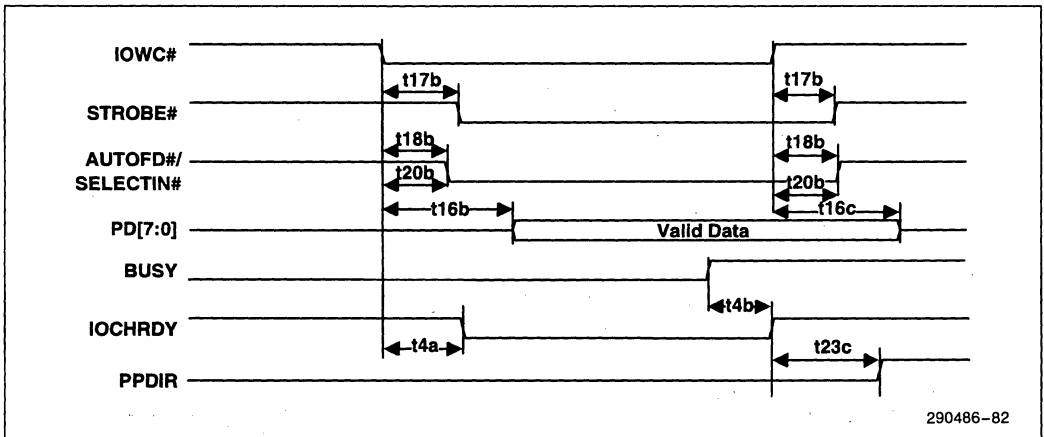 IOWC#
t17b t17b
STROBE#
t18b t18b
AUTOFD#/
SELECTIN#
t20b t20b
t16b t16c
PD[7:0] Valid Data
BUSY
t4b
IOCHRDY
t4a t23c
PPDIR
290486-82